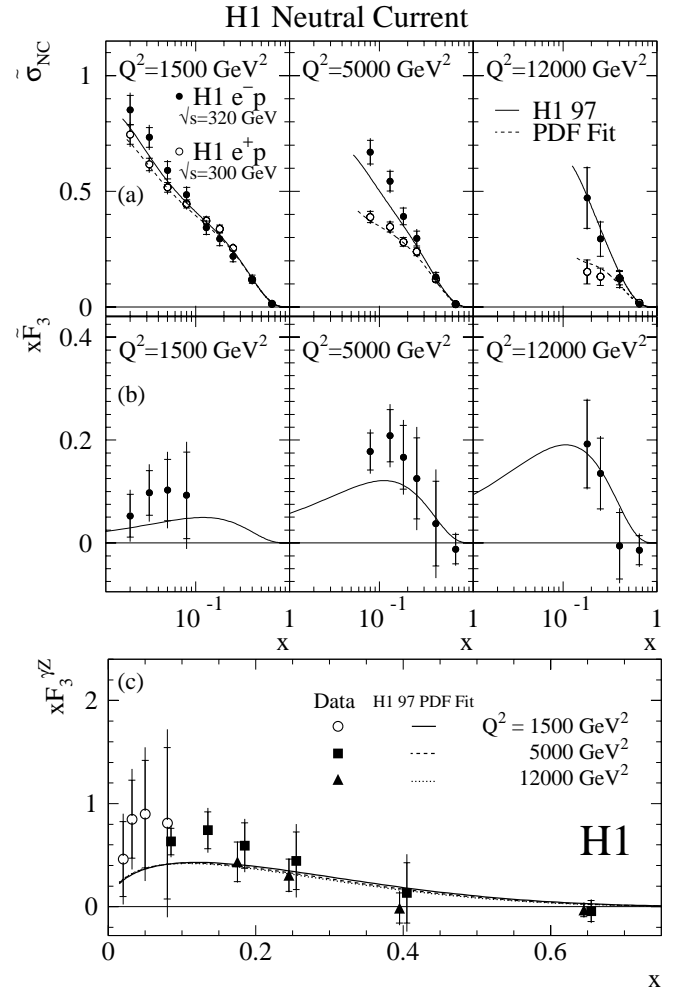 H1 Neutral Current
σ̃_NC
1
0.5
0
Q²=1500 GeV²
Q²=5000 GeV²
Q²=12000 GeV²
H1 e⁻p
√s=320 GeV
H1 e⁺p
√s=300 GeV
(a)
H1 97
PDF Fit
xF̃₃
0.4
0.2
0
Q²=1500 GeV²
Q²=5000 GeV²
Q²=12000 GeV²
(b)
10⁻¹ 1
10⁻¹ 1
10⁻¹ 1
x
x
x
xF₃^γZ
2
1
0
(c)
Data H1 97 PDF Fit
Q² = 1500 GeV²
5000 GeV²
12000 GeV²
H1
0 0.2 0.4 0.6
x